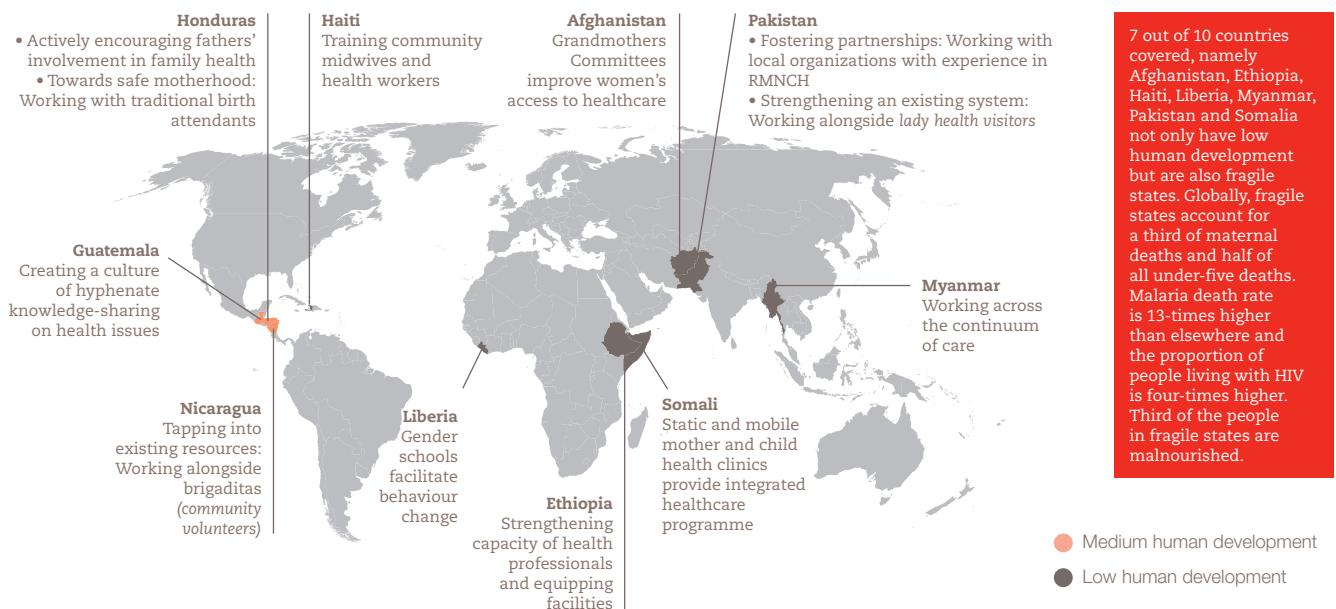 Honduras
• Actively encouraging fathers'
involvement in family health
• Towards safe motherhood:
Working with traditional birth
attendants
Haiti
Training community
midwives and
health workers
Afghanistan
Grandmothers
Committees
improve women's
access to healthcare
Pakistan
• Fostering partnerships: Working with
local organizations with experience in
RMNCH
• Strengthening an existing system:
Working alongside lady health visitors
7 out of 10 countries
covered, namely
Afghanistan, Ethiopia,
Haiti, Liberia, Myanmar,
Pakistan and Somalia
not only have low
human development
but are also fragile
states. Globally, fragile
states account for
a third of maternal
deaths and half of
all under-five deaths.
Malaria death rate
is 13-times higher
than elsewhere and
the proportion of
people living with HIV
is four-times higher.
Third of the people
in fragile states are
malnourished.
Guatemala
Creating a culture
of hyphenate
knowledge-sharing
on health issues
Myanmar
Working across
the continuum
of care
Nicaragua
Tapping into
existing resources:
Working alongside
brigaditas
(community
volunteers)
Liberia
Gender
schools
facilitate
behaviour
change
Somali
Static and mobile
mother and child
health clinics
provide integrated
healthcare
programme
Ethiopia
Strengthening
capacity of health
professionals
and equipping
facilities
Medium human development
Low human development